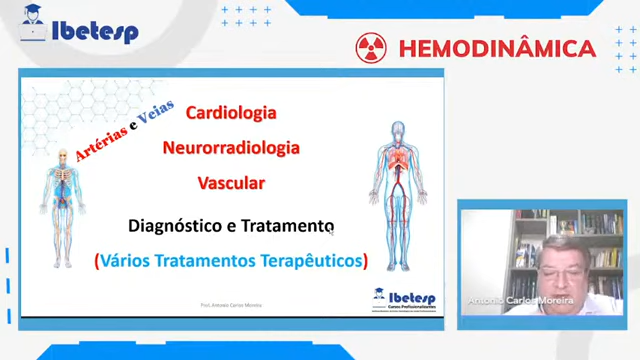 Ibetesp
HEMODINÂMICA
Artérias e Veias
Cardiologia
Neurorradiologia
Vascular
Diagnóstico e Tratamento
(Vários Tratamentos Terapêuticos)
Prof. Antonio Carlos Moreira
Ibetesp
Cursos Profissionalizantes
Antonio Carlos Moreira